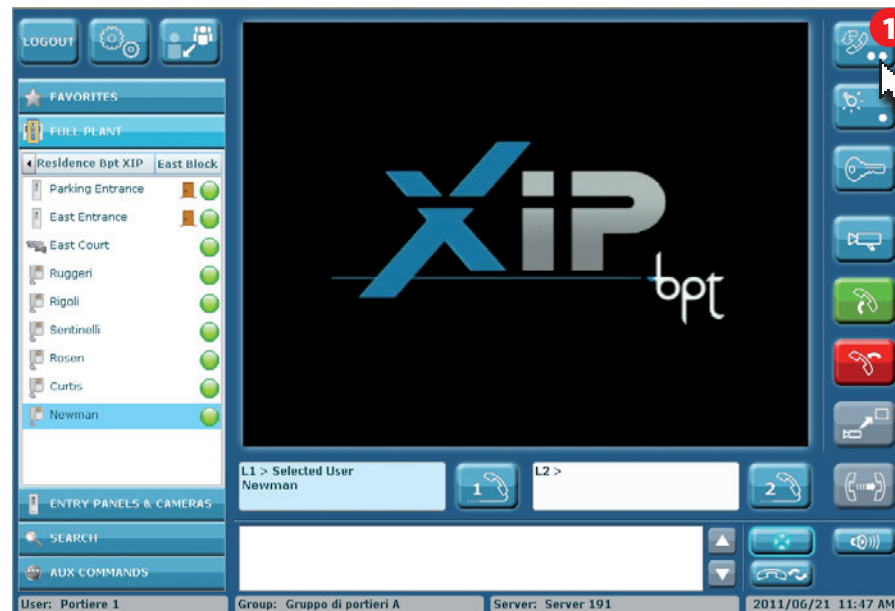 LOGOUT
1
FAVORITES
FULL PLANT
Residence Bpt XIP East Block
Parking Entrance
East Entrance
East Court
Ruggeri
Rigoli
Sentinelli
Rosen
Curtis
Newman
XiP
bpt
L1 > Selected User
Newman
1
L2 >
2
ENTRY PANELS & CAMERAS
SEARCH
AUX COMMANDS
User: Portiere 1 Group: Gruppo di portieri A Server: Server 191 2011/06/21 11:47 AM